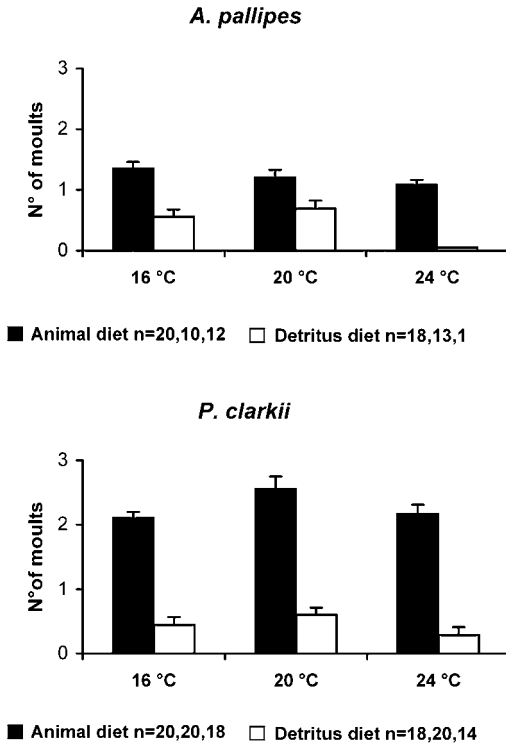 A. pallipes
3
2
1
0
N° of moults
16 °C 20 °C 24 °C
Animal diet n=20,10,12 Detritus diet n=18,13,1
P. clarkii
3
2
1
0
N°of moults
16 °C 20 °C 24 °C
Animal diet n=20,20,18 Detritus diet n=18,20,14